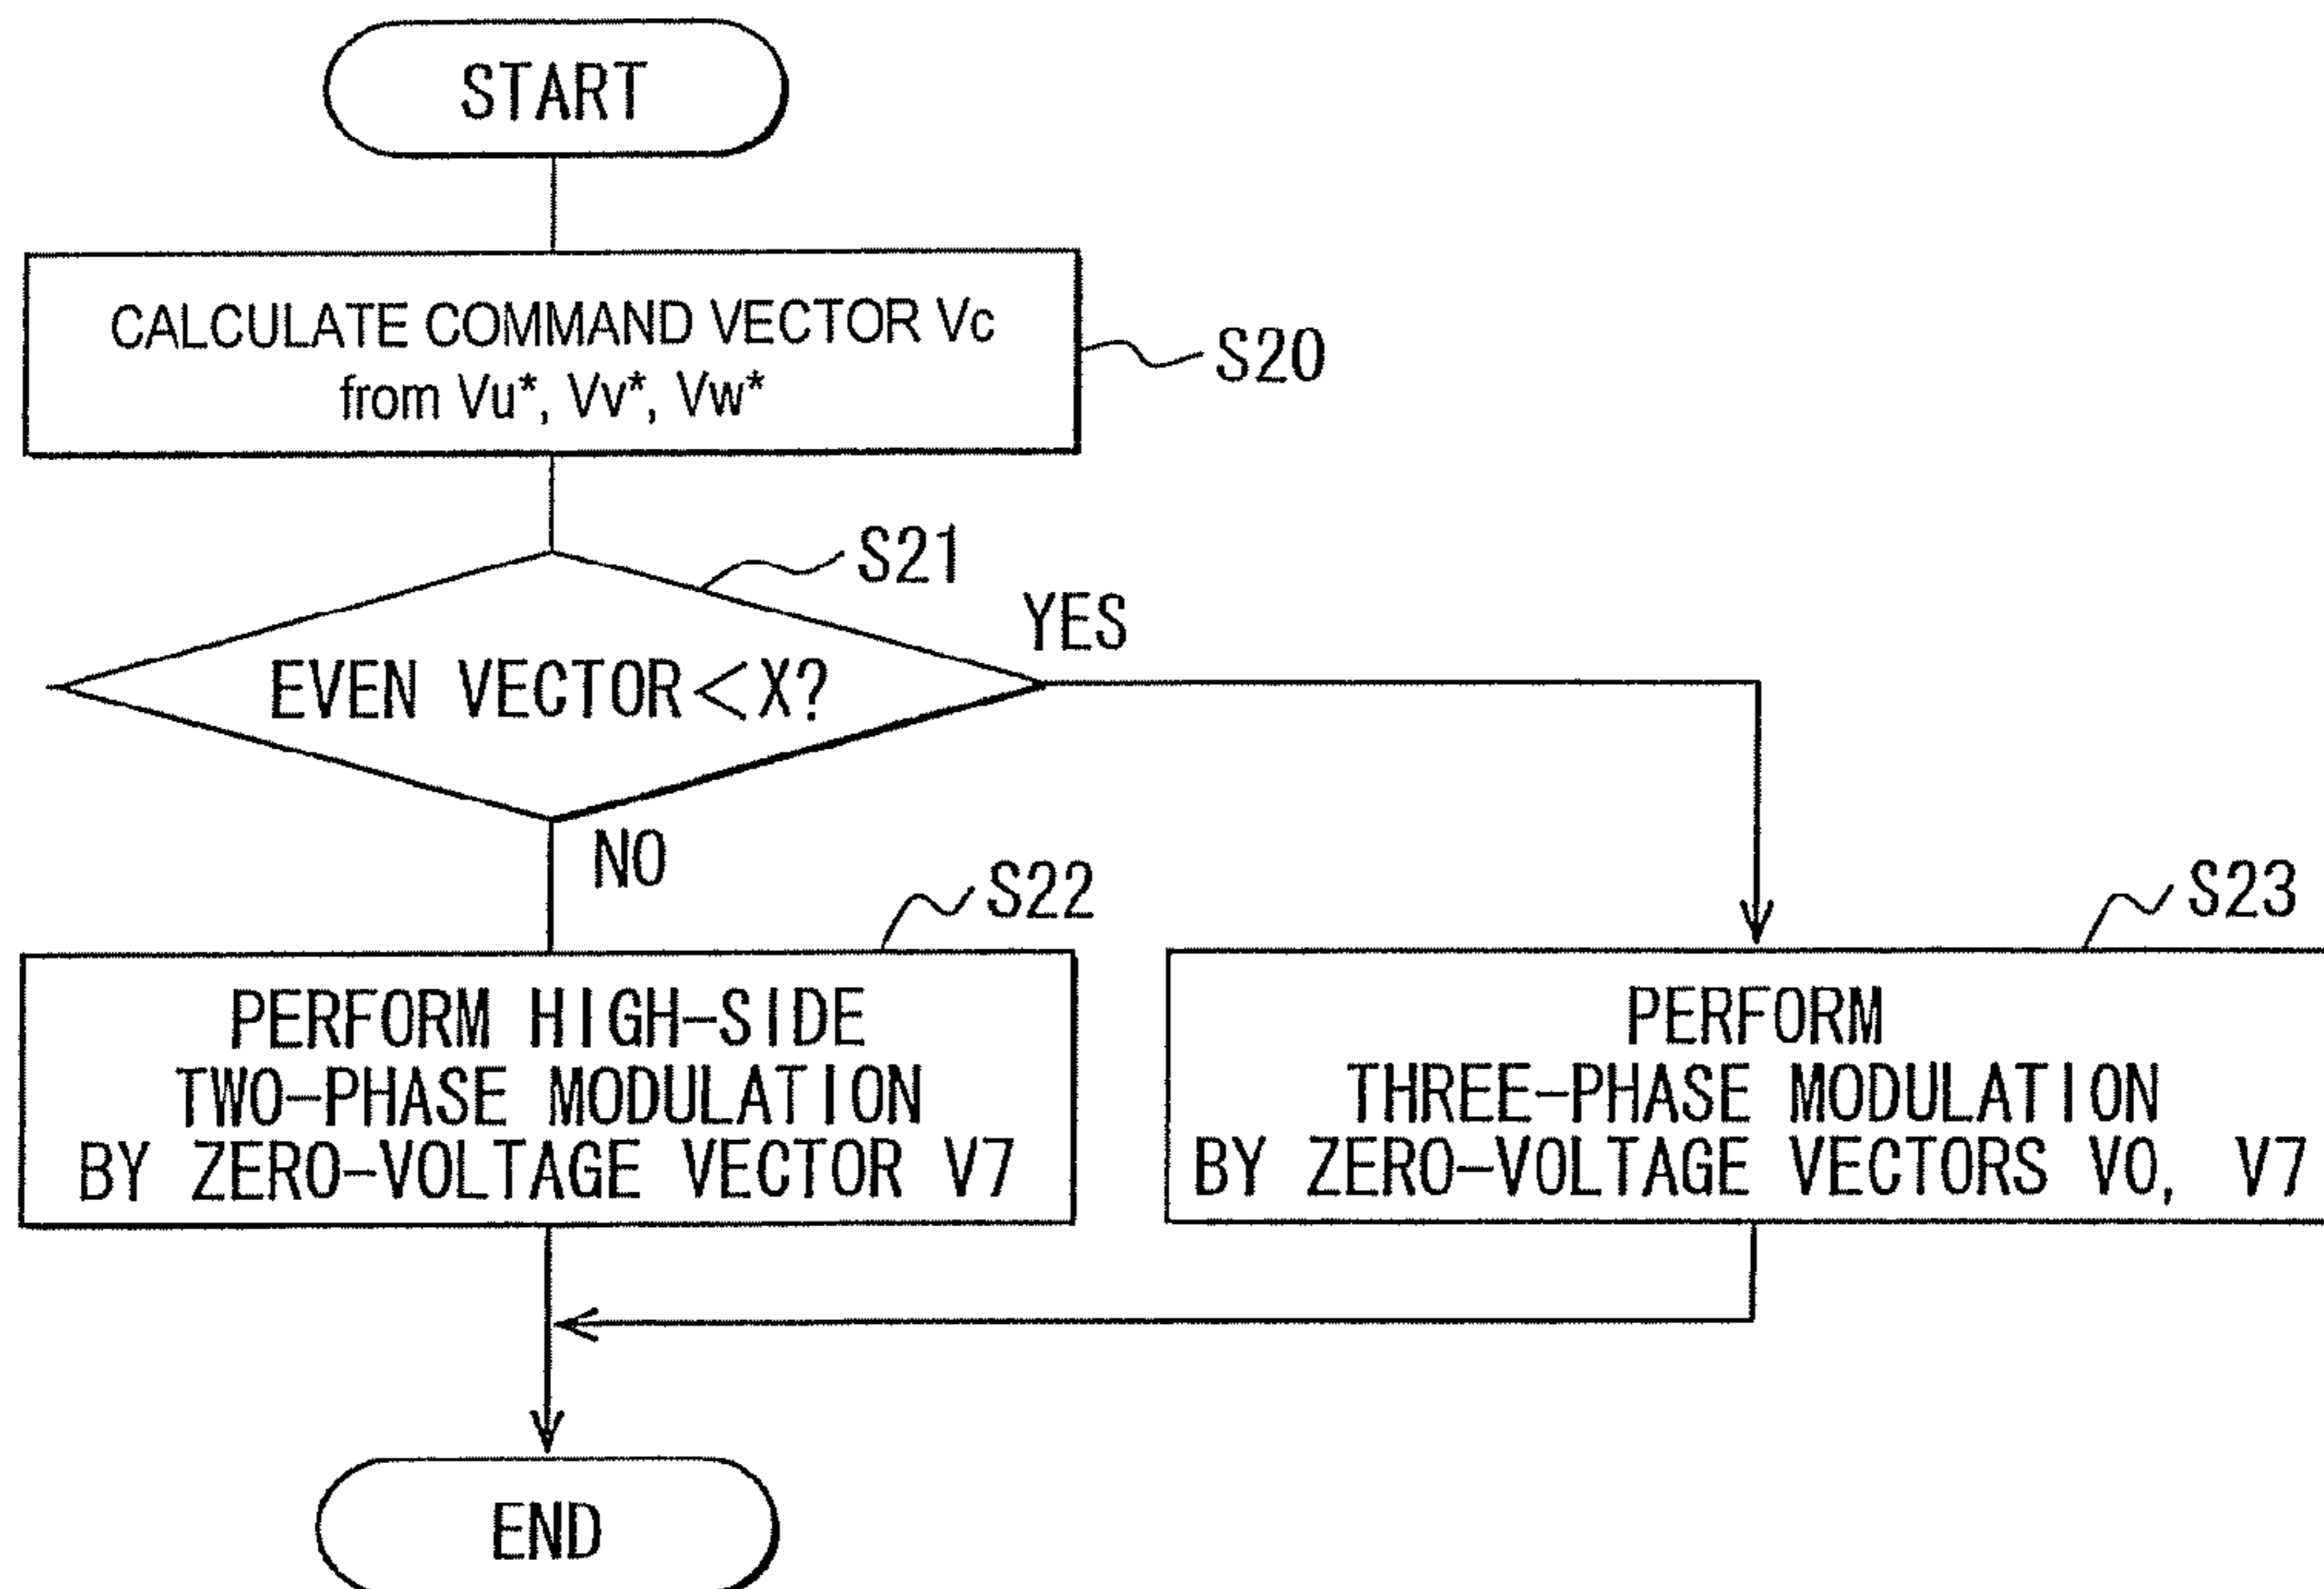 START
CALCULATE COMMAND VECTOR Vc
from Vu*, Vv*, Vw*
S20
S21
EVEN VECTOR<X?
YES
NO
S22
PERFORM HIGH-SIDE
TWO-PHASE MODULATION
BY ZERO-VOLTAGE VECTOR V7
S23
PERFORM
THREE-PHASE MODULATION
BY ZERO-VOLTAGE VECTORS V0, V7
END